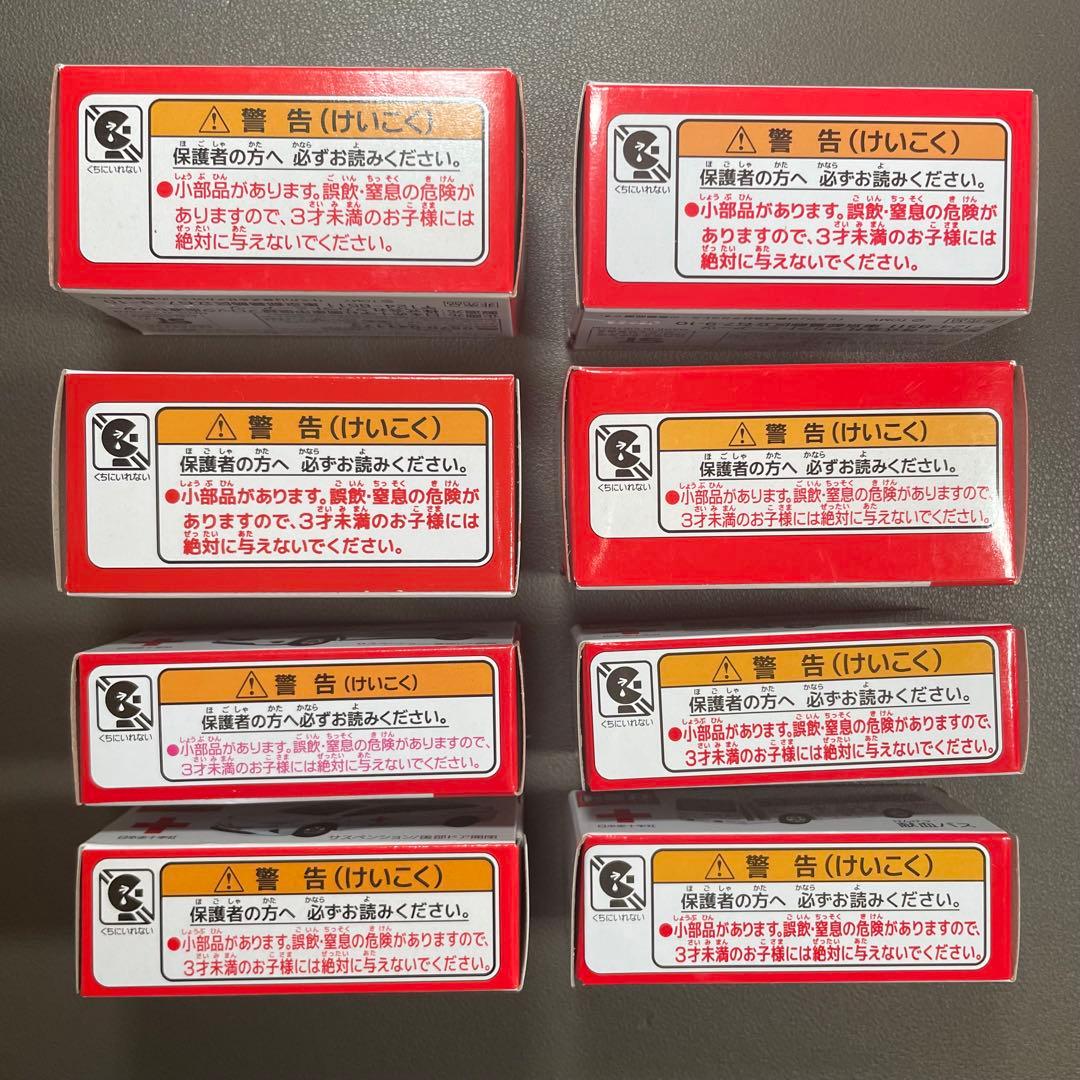 警告(けいこく)
保護者の方へ 必ずお読みください。
●小部品があります。誤飲・窒息の危険が
ありますので、3才未満のお子様には
絶対に与えないでください。
くちにいれない
警告(けいこく)
保護者の方へ 必ずお読みください。
●小部品があります。誤飲・窒息の危険が
ありますので、3才未満のお子様には
絶対に与えないでください。
くちにいれない
警告(けいこく)
保護者の方へ 必ずお読みください。
●小部品があります。誤飲・窒息の危険が
ありますので、3才未満のお子様には
絶対に与えないでください。
くちにいれない
警告(けいこく)
保護者の方へ 必ずお読みください。
●小部品があります。誤飲・窒息の危険がありますので、
3才未満のお子様には絶対に与えないでください。
くちにいれない
警告(けいこく)
保護者の方へ必ずお読みください。
●小部品があります。誤飲・窒息の危険がありますので、
3才未満のお子様には絶対に与えないでください。
くちにいれない
警告(けいこく)
保護者の方へ 必ずお読みください。
●小部品があります。誤飲・窒息の危険がありますので、
3才未満のお子様には絶対に与えないでください。
くちにいれない
日本赤十字社
サスペンション/後部ドア開閉
警告(けいこく)
保護者の方へ 必ずお読みください。
●小部品があります。誤飲・窒息の危険がありますので、
3才未満のお子様には絶対に与えないでください。
くちにいれない
日本赤十字社
献血バス
警告(けいこく)
保護者の方へ 必ずお読みください。
●小部品があります。誤飲・窒息の危険がありますので、
3才未満のお子様には絶対に与えないでください。
くちにいれない